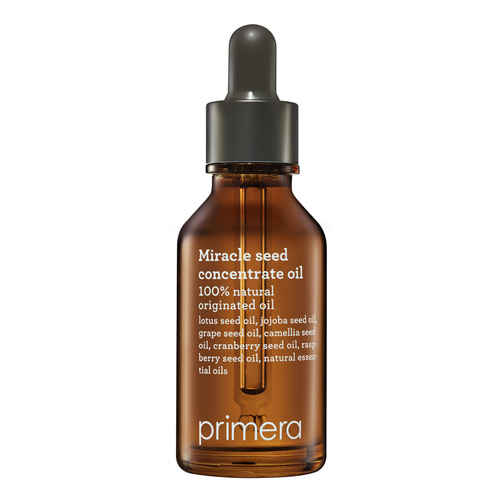 Miracle seed
concentrate oil
100% natural
originated oil
lotus seed oil, jojoba seed oil,
grape seed oil, camellia seed
oil, cranberry seed oil, rasp-
berry seed oil, natural essen-
tial oils
primera